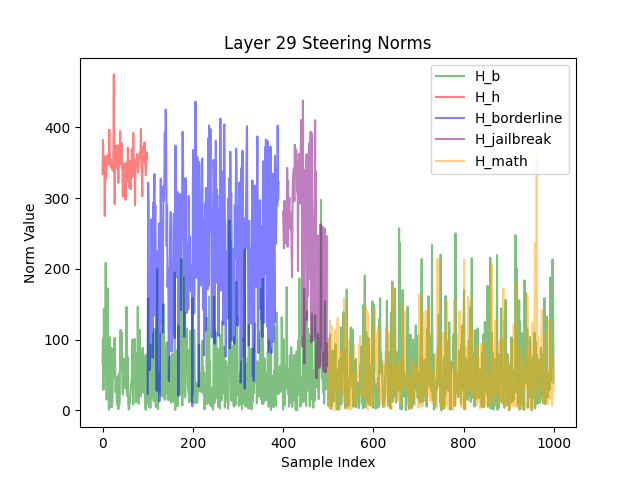 Layer 29 Steering Norms
H_b
H_h
H_borderline
H_jailbreak
H_math
Norm Value
400
300
200
100
0
0 200 400 600 800 1000
Sample Index